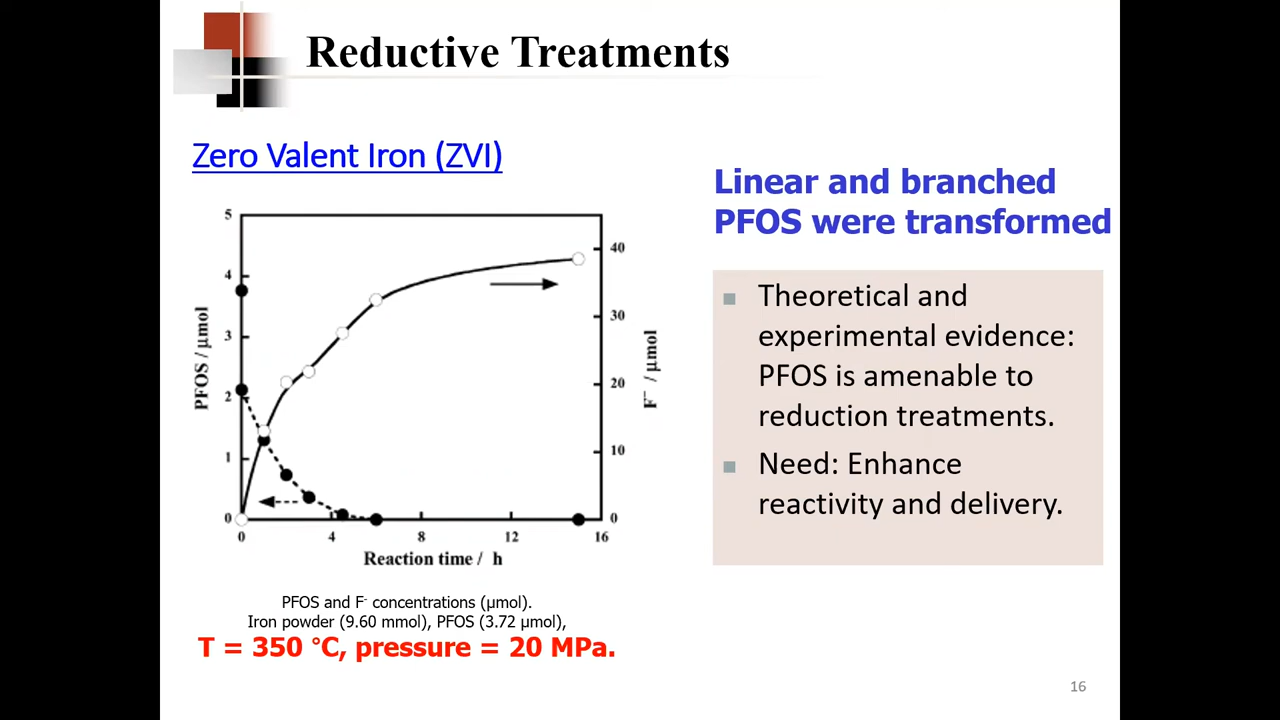 Reductive Treatments
Zero Valent Iron (ZVI)
5
4
3
2
1
0
PFOS / μmol
40
30
20
10
0
F⁻ / μmol
0
4
8
12
16
Reaction time / h
PFOS and F⁻ concentrations (μmol).
Iron powder (9.60 mmol), PFOS (3.72 μmol),
T = 350 °C, pressure = 20 MPa.
Linear and branched
PFOS were transformed
Theoretical and
experimental evidence:
PFOS is amenable to
reduction treatments.
Need: Enhance
reactivity and delivery.
16